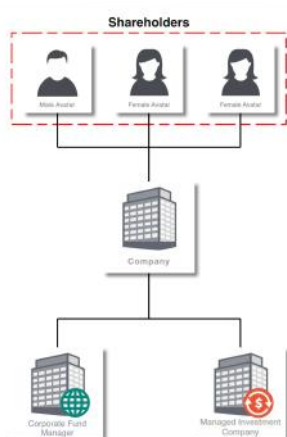 Shareholders
Male Avatar
Female Avatar
Female Avatar
Company
Corporate Fund
Manager
Managed Investment
Company